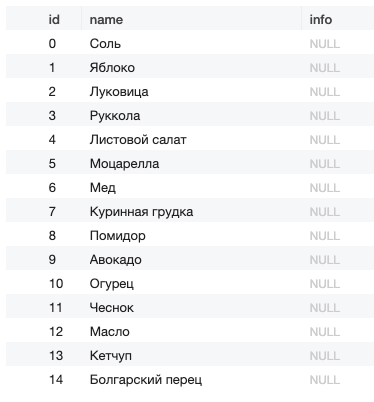 id name info
0 Соль NULL
1 Яблоко NULL
2 Луковица NULL
3 Руккола NULL
4 Листовой салат NULL
5 Моцарелла NULL
6 Мед NULL
7 Куринная грудка NULL
8 Помидор NULL
9 Авокадо NULL
10 Огурец NULL
11 Чеснок NULL
12 Масло NULL
13 Кетчуп NULL
14 Болгарский перец NULL